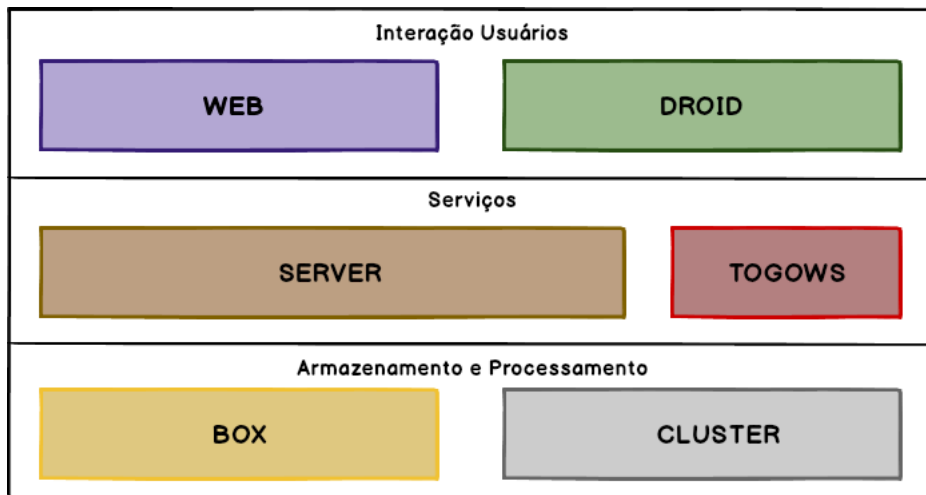 Interação Usuários
WEB
DROID
Serviços
SERVER
TOGOWS
Armazenamento e Processamento
BOX
CLUSTER